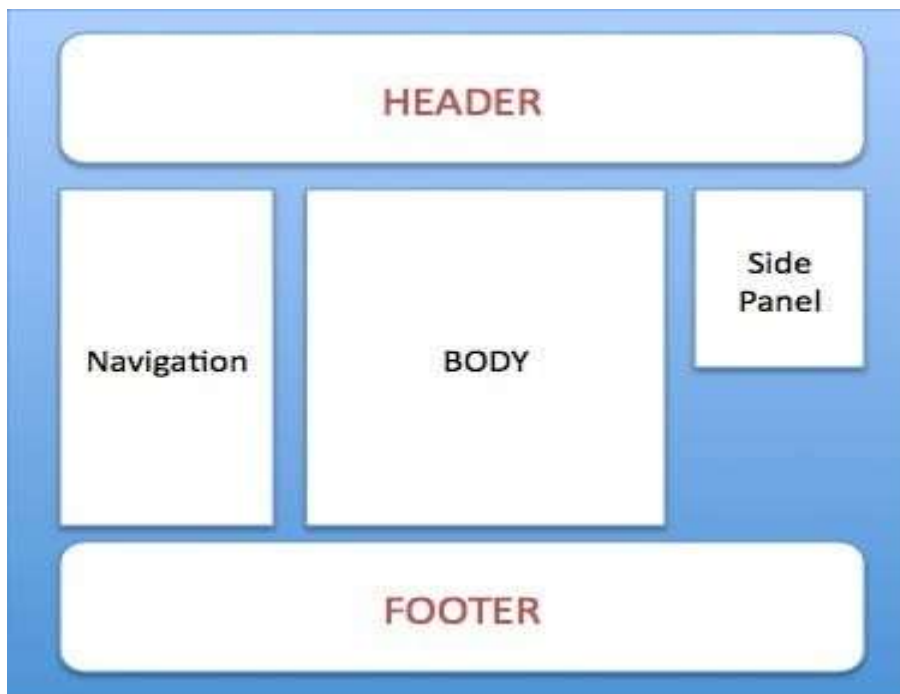 HEADER
Navigation
BODY
Side
Panel
FOOTER